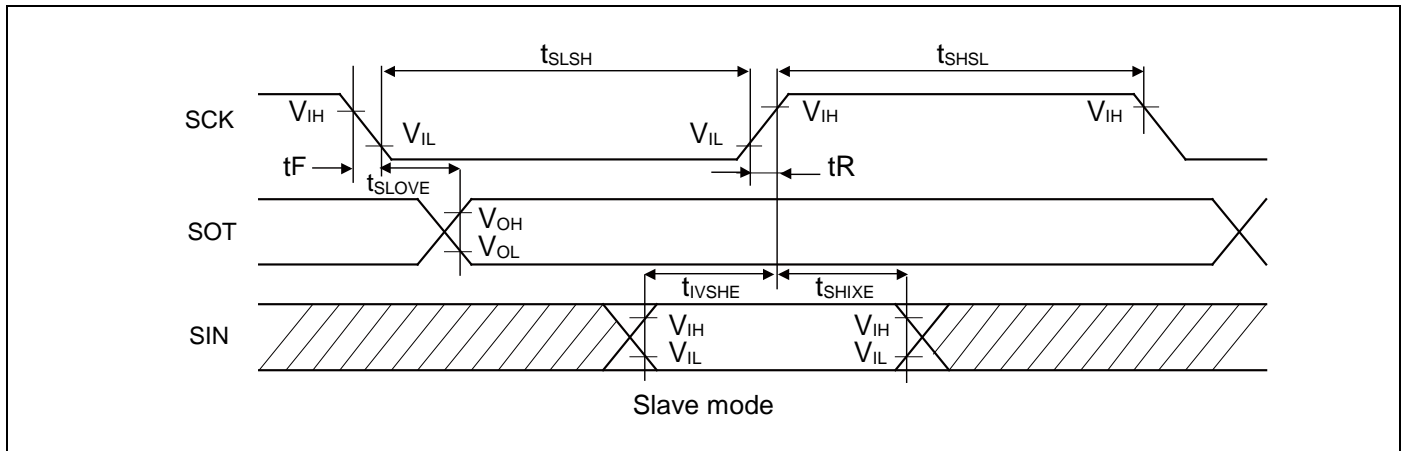 tSLSH
tSHSL
SCK
VIH
VIL
VIL
VIH
VIH
tF
tSLOVE
tR
SOT
VOH
VOL
tIVSHE
tSHIXE
SIN
VIH
VIL
VIH
VIL
Slave mode